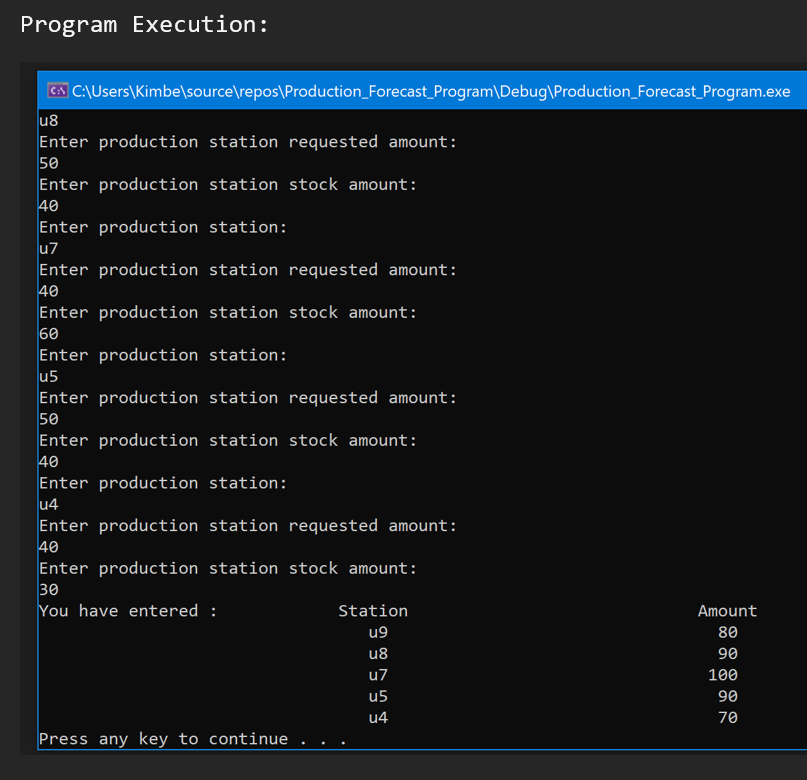 Program Execution:
C:\Users\Kimbe\source\repos\Production_Forecast_Program\Debug\Production_Forecast_Program.exe
u8
Enter production station requested amount:
50
Enter production station stock amount:
40
Enter production station:
u7
Enter production station requested amount:
40
Enter production station stock amount:
60
Enter production station:
u5
Enter production station requested amount:
50
Enter production station stock amount:
40
Enter production station:
u4
Enter production station requested amount:
40
Enter production station stock amount:
30
You have entered : Station Amount
u9 80
u8 90
u7 100
u5 90
u4 70
Press any key to continue . . .